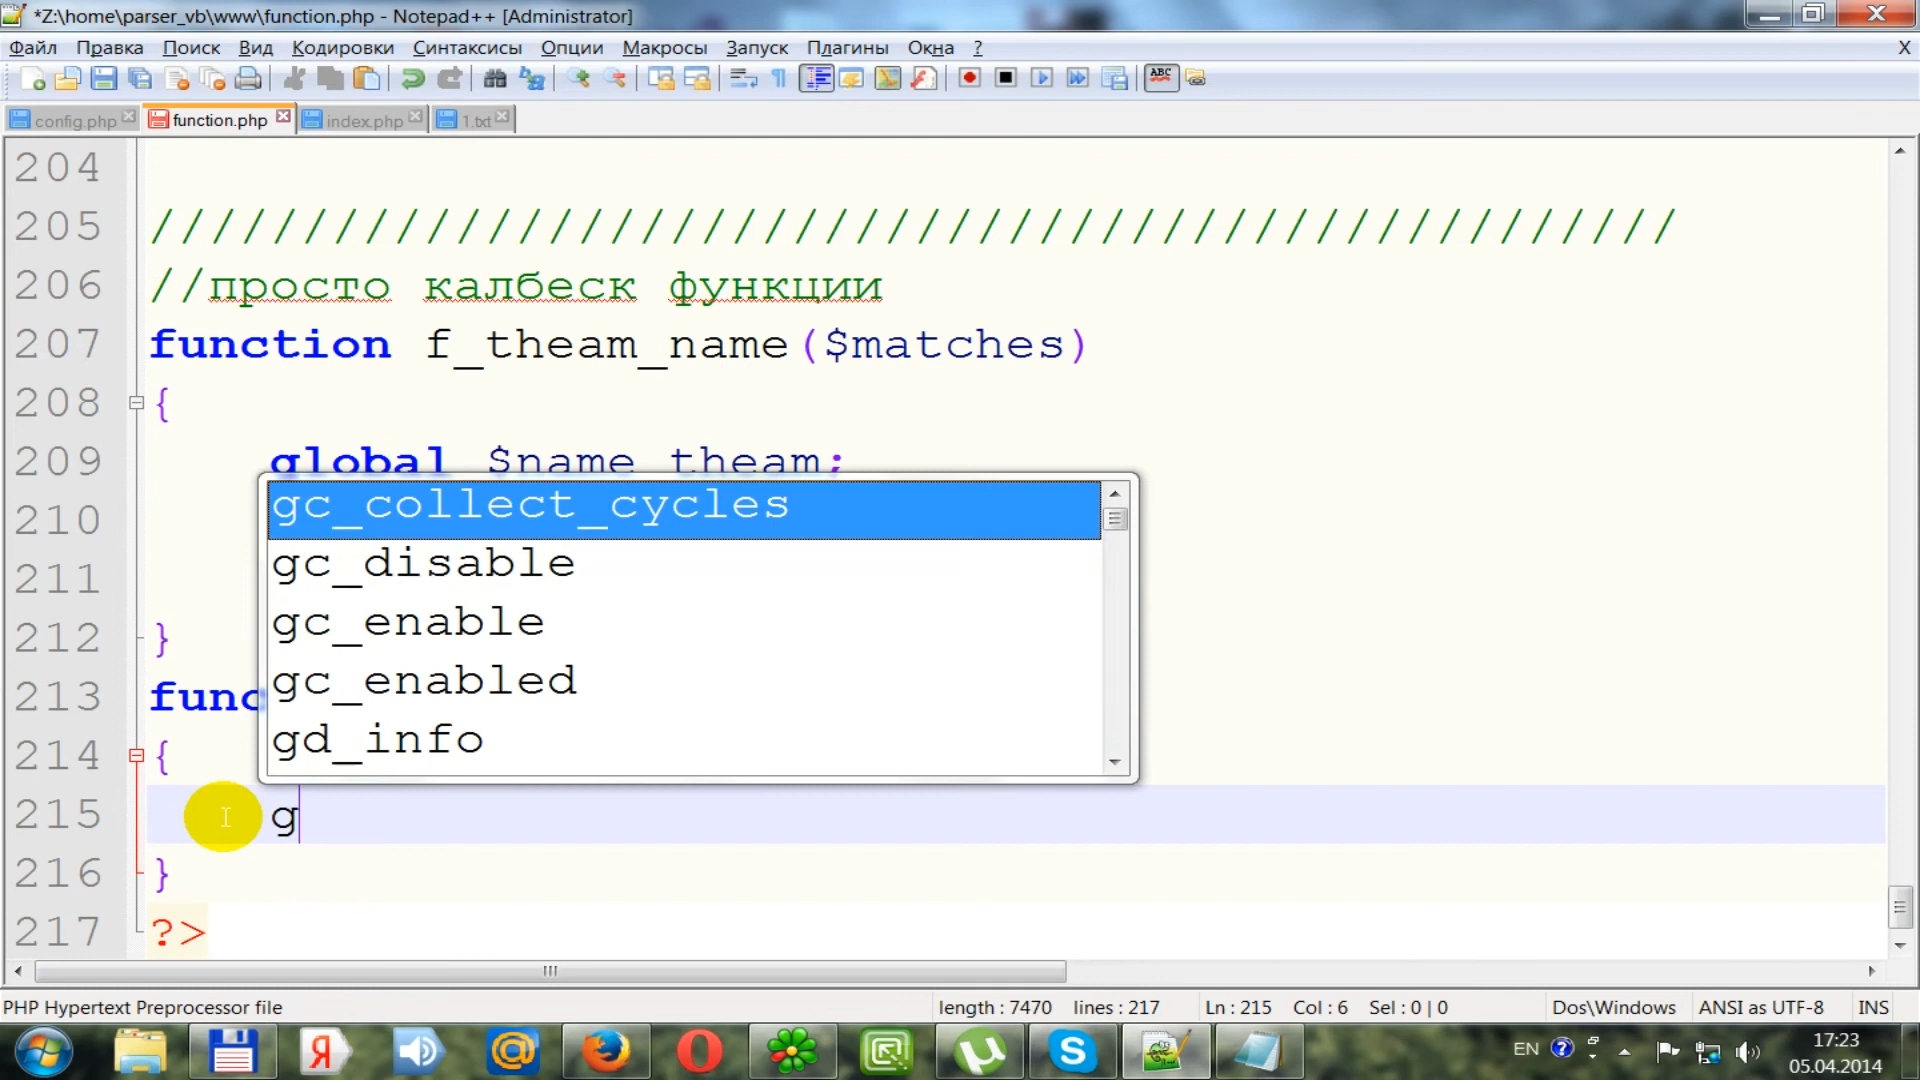 *Z:\home\parser_vb\www\function.php - Notepad++ [Administrator]
Файл Правка Поиск Вид Кодировки Синтаксисы Опции Макросы Запуск Плагины Окна ? X
ABC
config.php function.php index.php 1.txt
204
205 //////////////////////////////////////////////////
206 //просто калбеск функции
207 function f_theam_name($matches)
208 {
209 global $name_theam;
210 gc_collect_cycles
211 gc_disable
gc_enable
212 }
gc_enabled
213 func
gd_info
214 {
215 g
216 }
217 ?>
PHP Hypertext Preprocessor file length : 7470 lines : 217 Ln : 215 Col : 6 Sel : 0 | 0 Dos\Windows ANSI as UTF-8 INS
Я @ S EN ? 17:23
05.04.2014